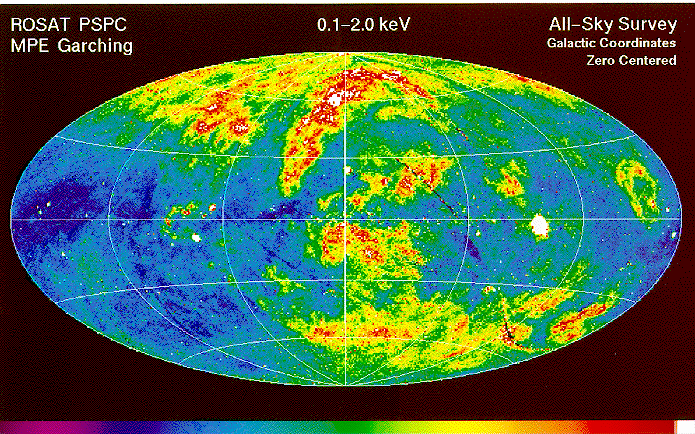 ROSAT PSPC
MPE Garching
0.1–2.0 keV
All–Sky Survey
Galactic Coordinates
Zero Centered